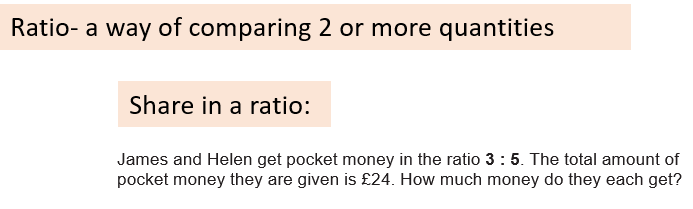 Ratio- a way of comparing 2 or more quantities
Share in a ratio:
James and Helen get pocket money in the ratio 3 : 5. The total amount of
pocket money they are given is £24. How much money do they each get?